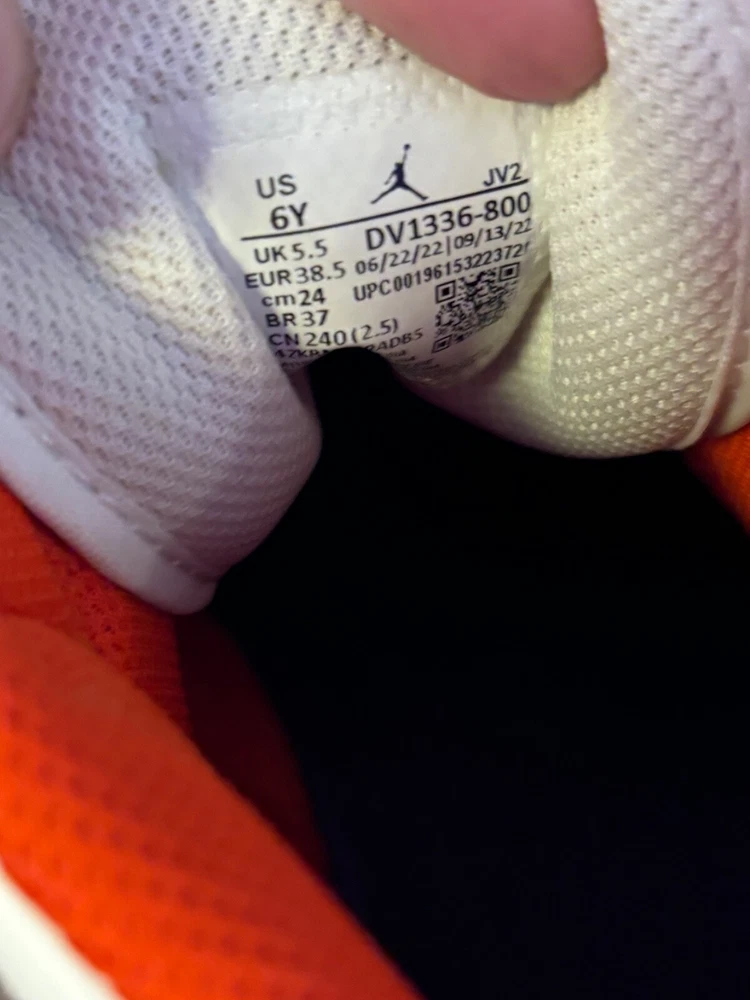 US JV2
6Y DV1336-800
UK 5.5 06/22/22|09/13/22
EUR 38.5 UPC0019615322372
cm 24
BR 37
CN 240 (2.5)